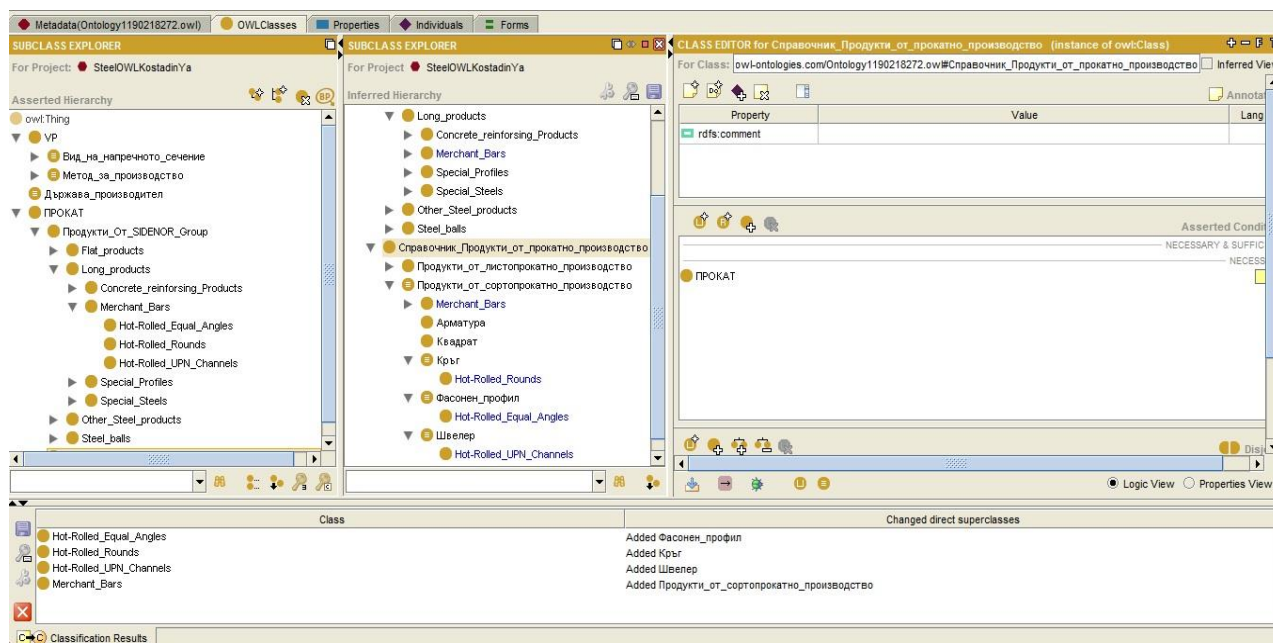 Metadata(Ontology1190218272.owl) OWLClasses Properties Individuals Forms
SUBCLASS EXPLORER
For Project: SteelOWLKostadinYa
Asserted Hierarchy
owl:Thing
VP
Вид_на_напречното_сечение
Метод_за_производство
Държава_производител
ПРОКАТ
Продукти_От_SIDENOR_Group
Flat_products
Long_products
Concrete_reinforsing_Products
Merchant_Bars
Hot-Rolled_Equal_Angles
Hot-Rolled_Rounds
Hot-Rolled_UPN_Channels
Special_Profiles
Special_Steels
Other_Steel_products
Steel_balls
SUBCLASS EXPLORER
For Project SteelOWLKostadinYa
Inferred Hierarchy
Long_products
Concrete_reinforsing_Products
Merchant_Bars
Special_Profiles
Special_Steels
Other_Steel_products
Steel_balls
Справочник_Продукти_от_прокатно_производство
Продукти_от_листопрокатно_производство
Продукти_от_сортопрокатно_производство
Merchant_Bars
Арматура
Квадрат
Кръг
Hot-Rolled_Rounds
Фасонен_профил
Hot-Rolled_Equal_Angles
Швелер
Hot-Rolled_UPN_Channels
CLASS EDITOR for Справочник_Продукти_от_прокатно_производство (instance of owl:Class)
For Class: owl-ontologies.com/Ontology1190218272.owl#Справочник_Продукти_от_прокатно_производство Inferred Vie
Annota
Property Value Lang
rdfs:comment
Asserted Condit
NECESSARY & SUFFIC
NECESS
ПРОКАТ
Disj
Logic View Properties View
Class Changed direct superclasses
Hot-Rolled_Equal_Angles Added Фасонен_профил
Hot-Rolled_Rounds Added Кръг
Hot-Rolled_UPN_Channels Added Швелер
Merchant_Bars Added Продукти_от_сортопрокатно_производство
Classification Results